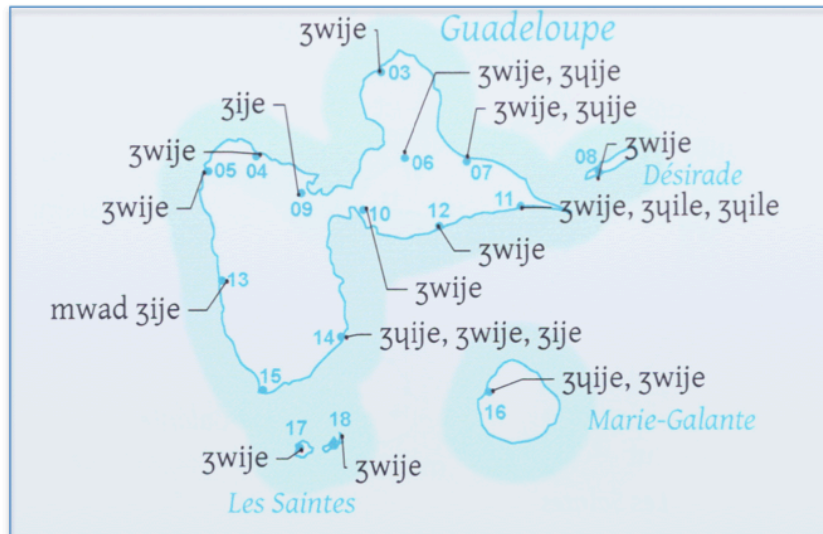 ʒwije
Guadeloupe
03
ʒwije, ʒɥije
ʒije
ʒwije, ʒɥije
ʒwije
04
05
06
07
08
ʒwije
Désirade
ʒwije
09
10
12
11
ʒwije, ʒɥile, ʒɥile
ʒwije
ʒwije
13
mwad ʒije
14
ʒɥije, ʒwije, ʒije
15
ʒɥije, ʒwije
16
Marie-Galante
17
18
ʒwije
ʒwije
Les Saintes